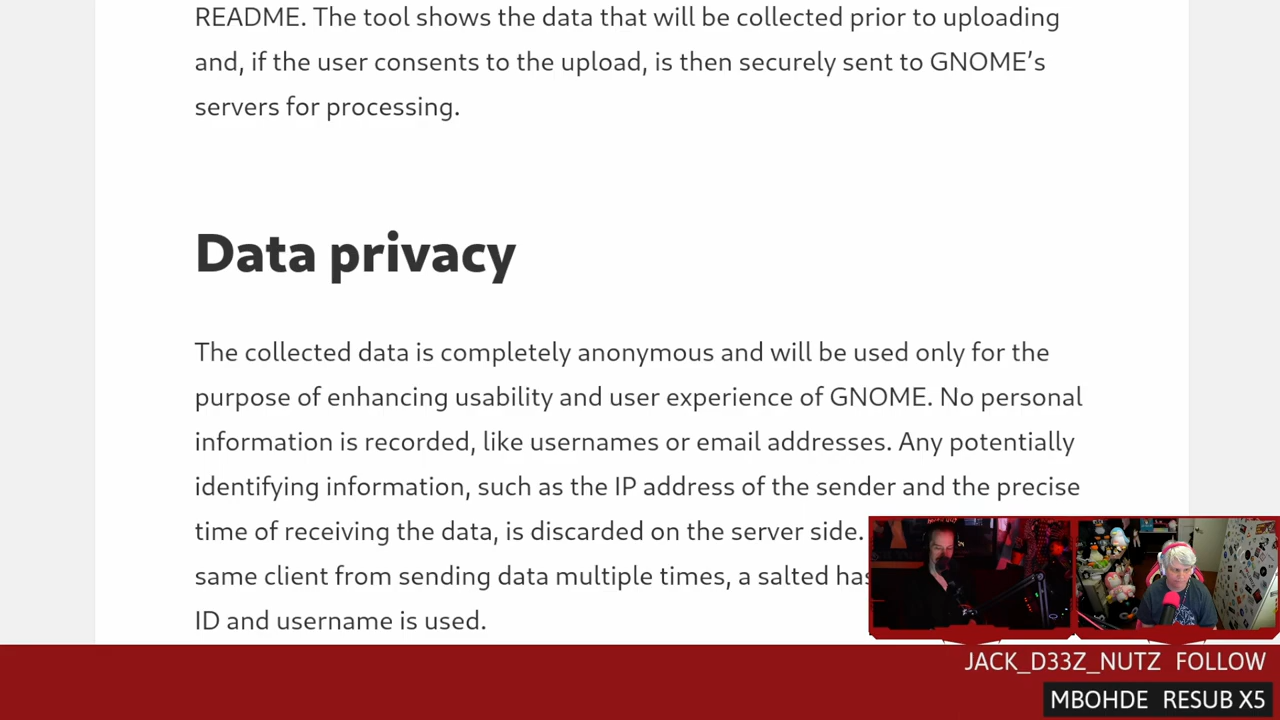 README. The tool shows the data that will be collected prior to uploading
and, if the user consents to the upload, is then securely sent to GNOME’s
servers for processing.
Data privacy
The collected data is completely anonymous and will be used only for the
purpose of enhancing usability and user experience of GNOME. No personal
information is recorded, like usernames or email addresses. Any potentially
identifying information, such as the IP address of the sender and the precise
time of receiving the data, is discarded on the server side.
same client from sending data multiple times, a salted has
ID and username is used.
JACK_D33Z_NUTZ FOLLOW
MBOHDE RESUB X5